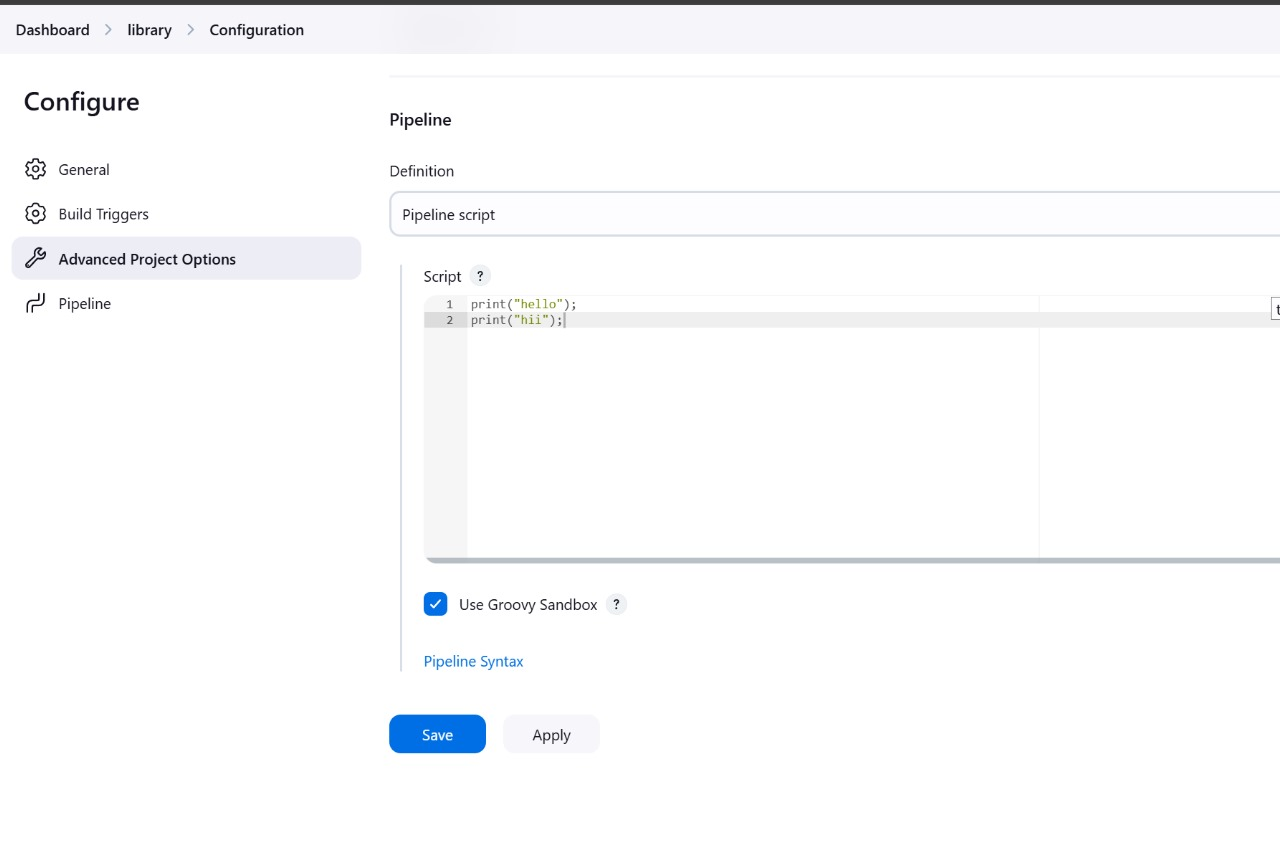 Dashboard > library > Configuration
Configure
General
Build Triggers
Advanced Project Options
Pipeline
Pipeline
Definition
Pipeline script
Script ?
1 print("hello");
2 print("hii");
t
Use Groovy Sandbox ?
Pipeline Syntax
Save Apply